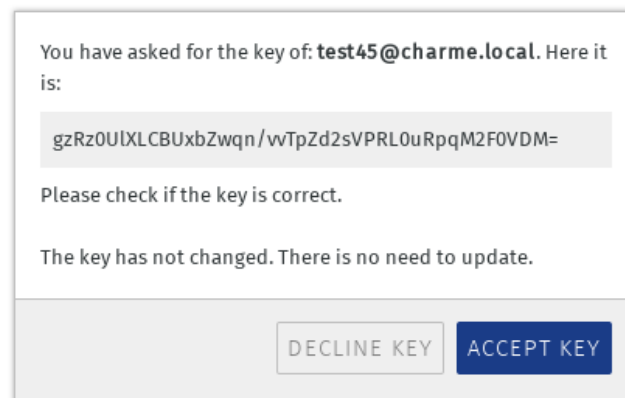 You have asked for the key of: test45@charme.local. Here it
is:
gzRz0UlXLCBUxbZwqn/vvTpZd2sVPRL0uRpqM2F0VDM=
Please check if the key is correct.
The key has not changed. There is no need to update.
DECLINE KEY ACCEPT KEY